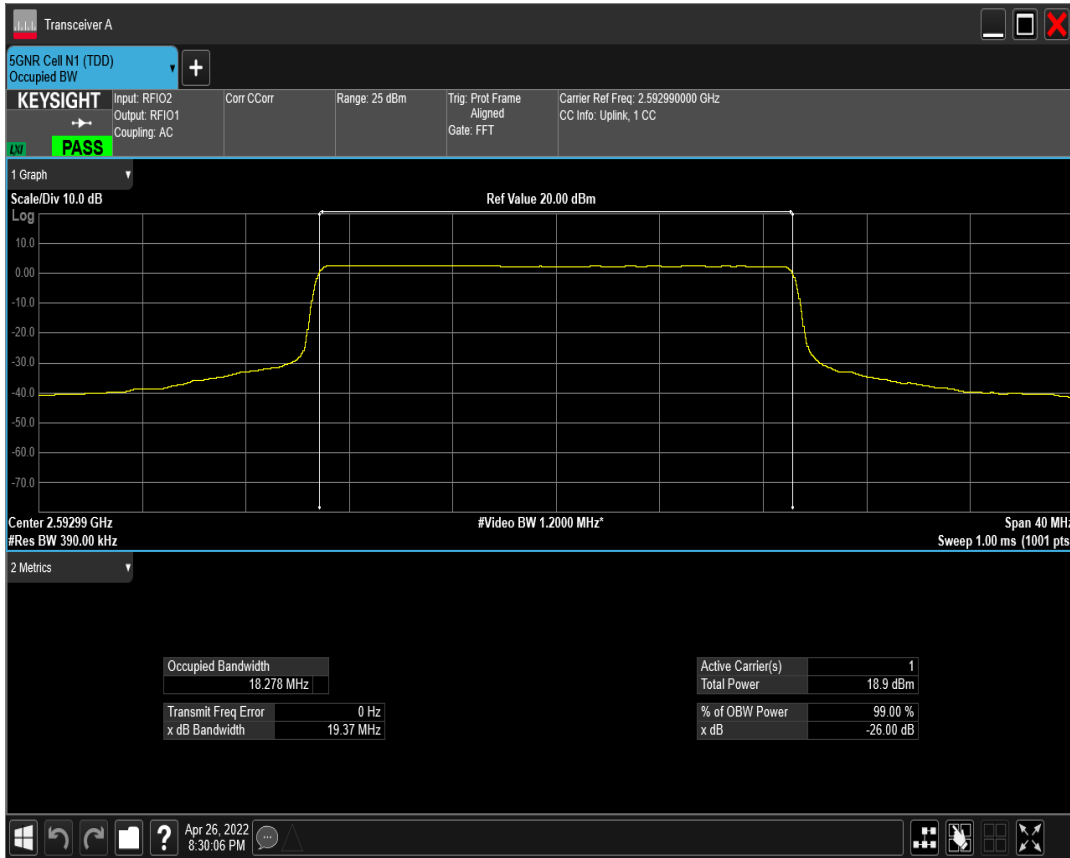 Transceiver A
5GNR Cell N1 (TDD)
Occupied BW
+
KEYSIGHT
LXI
PASS
Input: RFIO2
Output: RFIO1
Coupling: AC
Corr CCorr
Range: 25 dBm
Trig: Prot Frame
Aligned
Gate: FFT
Carrier Ref Freq: 2.592990000 GHz
CC Info: Uplink, 1 CC
1 Graph
Scale/Div 10.0 dB
Ref Value 20.00 dBm
Log
10.0
0.00
-10.0
-20.0
-30.0
-40.0
-50.0
-60.0
-70.0
Center 2.59299 GHz
#Video BW 1.2000 MHz*
Span 40 MHz
#Res BW 390.00 kHz
Sweep 1.00 ms (1001 pts
2 Metrics
Occupied Bandwidth
18.278 MHz
Transmit Freq Error 0 Hz
x dB Bandwidth 19.37 MHz
Active Carrier(s) 1
Total Power 18.9 dBm
% of OBW Power 99.00 %
x dB -26.00 dB
?
Apr 26, 2022
8:30:06 PM